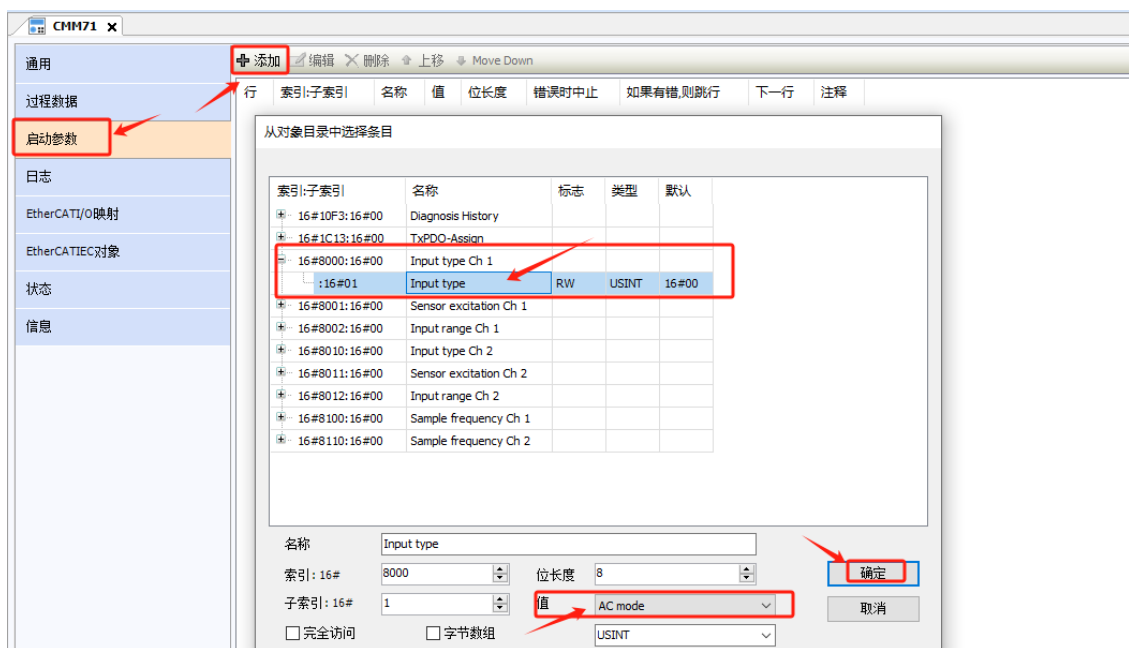 CMM71 x
通用
过程数据
启动参数
日志
EtherCATI/O映射
EtherCATIEC对象
状态
信息
添加 编辑 删除 上移 Move Down
行 索引:子索引 名称 值 位长度 错误时中止 如果有错,则跳行 下一行 注释
从对象目录中选择条目
索引:子索引 名称 标志 类型 默认
16#10F3:16#00 Diagnosis History
16#1C13:16#00 TxPDO-Assign
16#8000:16#00 Input type Ch 1
:16#01 Input type RW USINT 16#00
16#8001:16#00 Sensor excitation Ch 1
16#8002:16#00 Input range Ch 1
16#8010:16#00 Input type Ch 2
16#8011:16#00 Sensor excitation Ch 2
16#8012:16#00 Input range Ch 2
16#8100:16#00 Sample frequency Ch 1
16#8110:16#00 Sample frequency Ch 2
名称 Input type
索引: 16# 8000 位长度 8 确定
子索引: 16# 1 值 AC mode 取消
完全访问 字节数组 USINT